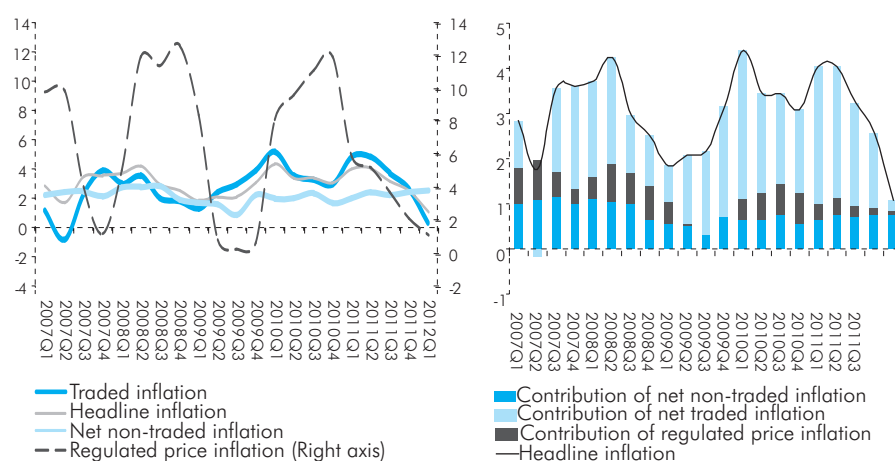 14
12
10
8
6
4
2
0
-2
-4
14
12
10
8
6
4
2
0
-2
2007Q1
2007Q2
2007Q3
2007Q4
2008Q1
2008Q2
2008Q3
2008Q4
2009Q1
2009Q2
2009Q3
2009Q4
2010Q1
2010Q2
2010Q3
2010Q4
2011Q1
2011Q2
2011Q3
2011Q4
2012Q1
Traded inflation
Headline inflation
Net non-traded inflation
Regulated price inflation (Right axis)
5
4
3
2
1
0
-1
2007Q1
2007Q2
2007Q3
2007Q4
2008Q1
2008Q2
2008Q3
2008Q4
2009Q1
2009Q2
2009Q3
2009Q4
2010Q1
2010Q2
2010Q3
2010Q4
2011Q1
2011Q2
2011Q3
Contribution of net non-traded inflation
Contribution of net traded inflation
Contribution of regulated price inflation
Headline inflation